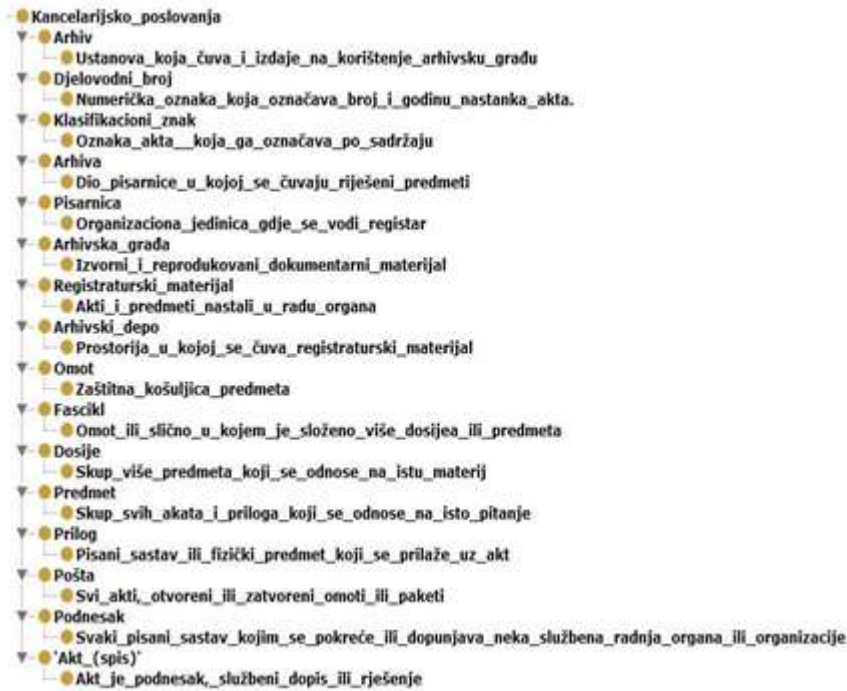 Kancelarijsko_poslovanja
Arhiv
Ustanova_koja_čuva_i_izdaje_na_korištenje_arhivsku_građu
Djelovodni_broj
Numerička_oznaka_koja_označava_broj_i_godinu_nastanka_akta.
Klasifikacioni_znak
Oznaka_akta__koja_ga_označava_po_sadržaju
Arhiva
Dio_pisarnice_u_kojoj_se_čuvaju_riješeni_predmeti
Pisarnica
Organizaciona_jedinica_gdje_se_vodi_registar
Arhivska_građa
Izvorni_i_reprodukovani_dokumentarni_materijal
Registraturski_materijal
Akti_i_predmeti_nastali_u_radu_organa
Arhivski_depo
Prostorija_u_kojoj_se_čuva_registraturski_materijal
Omot
Zaštitna_košuljica_predmeta
Fascikl
Omot_ili_slično_u_kojem_je_složeno_više_dosijea_ili_predmeta
Dosije
Skup_više_predmeta_koji_se_odnose_na_istu_materij
Predmet
Skup_svih_akata_i_priloga_koji_se_odnose_na_isto_pitanje
Prilog
Pisani_sastav_ili_fizički_predmet_koji_se_prilaže_uz_akt
Pošta
Svi_akti,_otvoreni_ili_zatvoreni_omoti_ili_paketi
Podnesak
Svaki_pisani_sastav_kojim_se_pokreće_ili_dopunjava_neka_službena_radnja_organa_ili_organizacije
'Akt_(spis)'
Akt_je_podnesak,_službeni_dopis_ili_rješenje